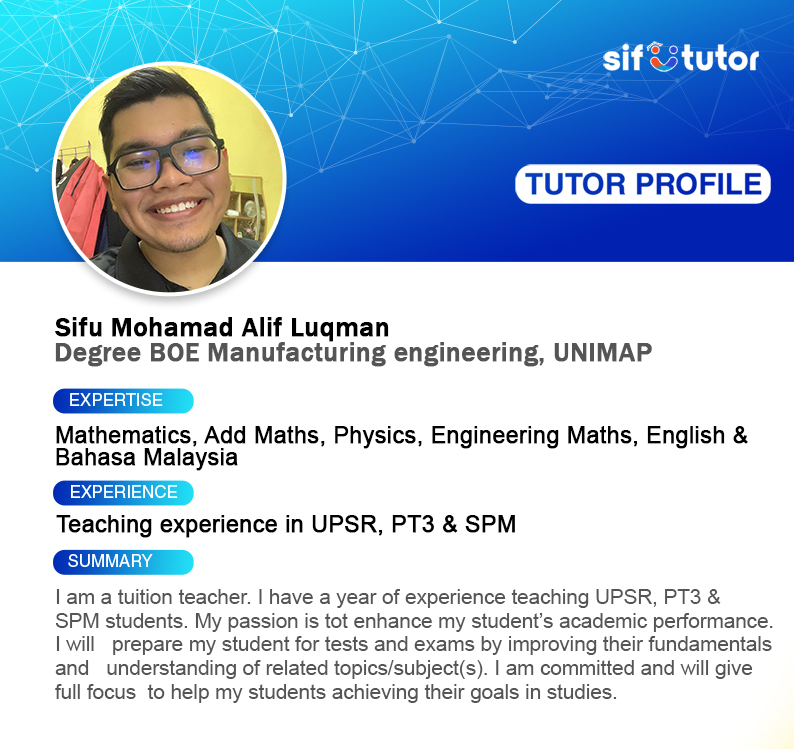 sifututor
TUTOR PROFILE
Sifu Mohamad Alif Luqman
Degree BOE Manufacturing engineering, UNIMAP
EXPERTISE
Mathematics, Add Maths, Physics, Engineering Maths, English &
Bahasa Malaysia
EXPERIENCE
Teaching experience in UPSR, PT3 & SPM
SUMMARY
I am a tuition teacher. I have a year of experience teaching UPSR, PT3 &
SPM students. My passion is tot enhance my student’s academic performance.
I will prepare my student for tests and exams by improving their fundamentals
and understanding of related topics/subject(s). I am committed and will give
full focus to help my students achieving their goals in studies.